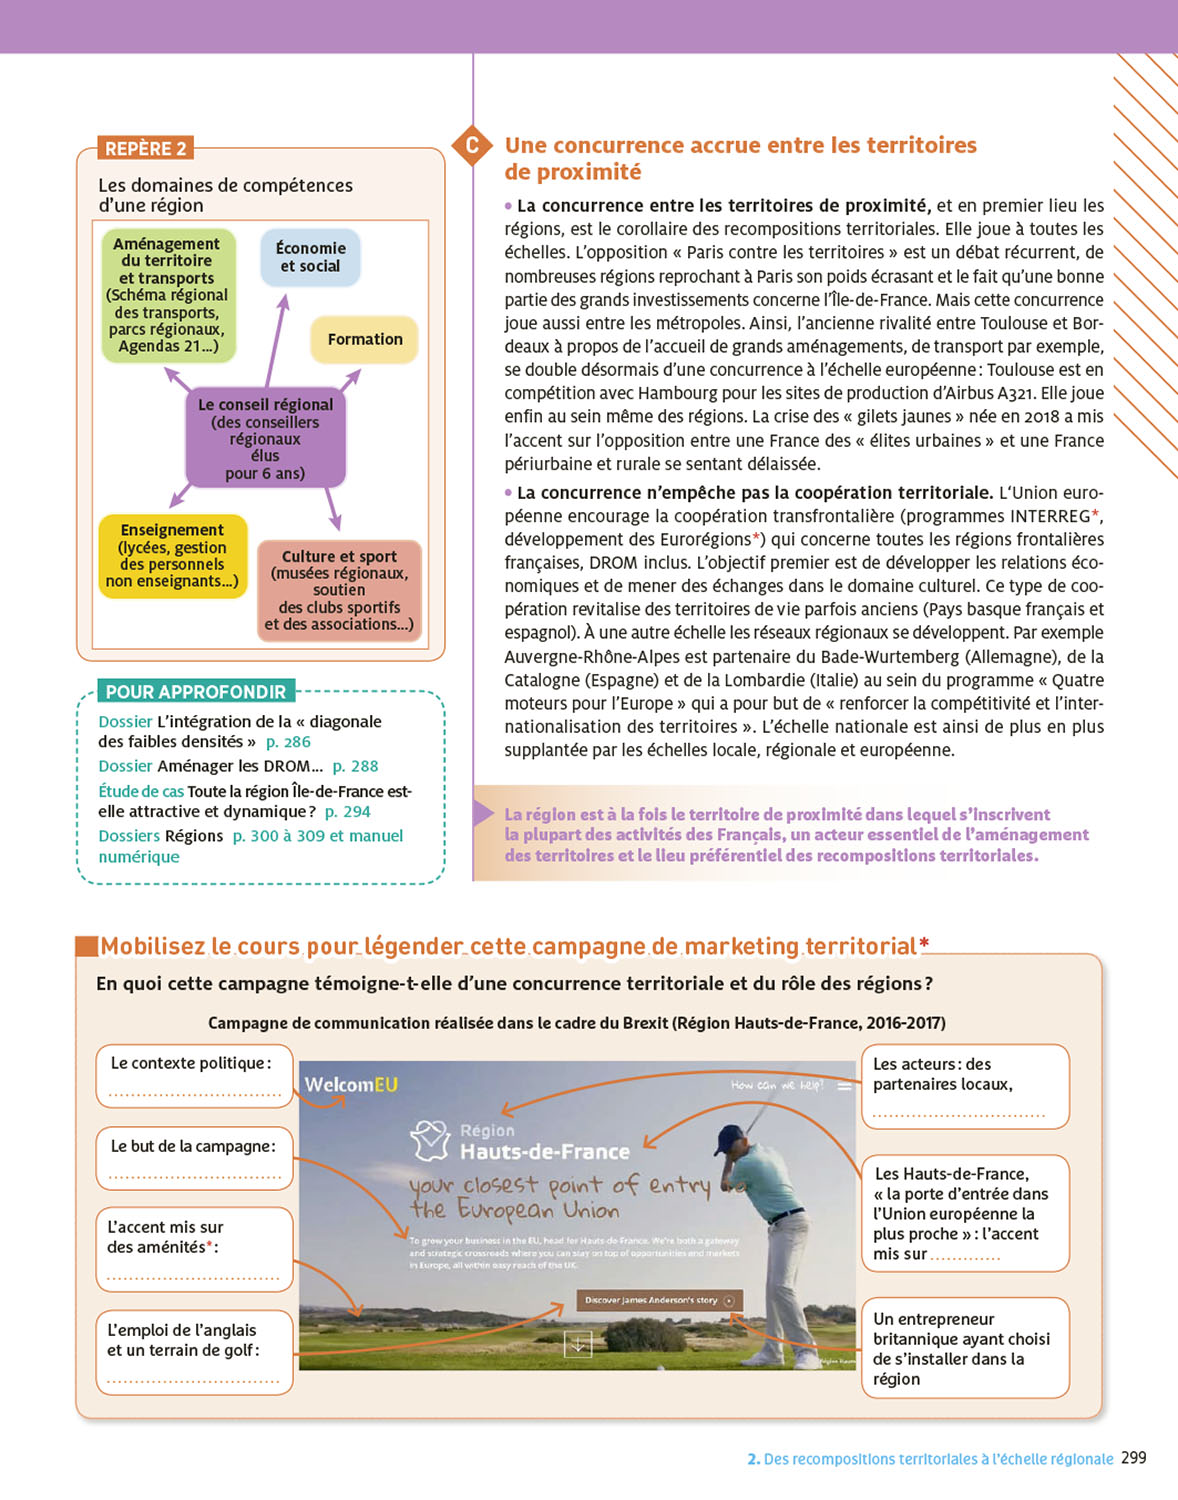 REPÈRE 2
Les domaines de compétences
d'une région
Aménagement
du territoire
et transports
(Schéma régional
des transports,
parcs régionaux,
Agendas 21…)
Économie
et social
Formation
Le conseil régional
(des conseillers
régionaux
élus
pour 6 ans)
Enseignement
(lycées, gestion
des personnels
non enseignants…)
Culture et sport
(musées régionaux,
soutien
des clubs sportifs
et des associations…)
POUR APPROFONDIR
Dossier L'intégration de la « diagonale
des faibles densités » p. 286
Dossier Aménager les DROM… p. 288
Étude de cas Toute la région Île-de-France est-
elle attractive et dynamique ? p. 294
Dossiers Régions p. 300 à 309 et manuel
numérique
C Une concurrence accrue entre les territoires
de proximité
• La concurrence entre les territoires de proximité, et en premier lieu les
régions, est le corollaire des recompositions territoriales. Elle joue à toutes les
échelles. L'opposition « Paris contre les territoires » est un débat récurrent, de
nombreuses régions reprochant à Paris son poids écrasant et le fait qu'une bonne
partie des grands investissements concerne l'Île-de-France. Mais cette concurrence
joue aussi entre les métropoles. Ainsi, l'ancienne rivalité entre Toulouse et Bor-
deaux à propos de l'accueil de grands aménagements, de transport par exemple,
se double désormais d'une concurrence à l'échelle européenne : Toulouse est en
compétition avec Hambourg pour les sites de production d'Airbus A321. Elle joue
enfin au sein même des régions. La crise des « gilets jaunes » née en 2018 a mis
l'accent sur l'opposition entre une France des « élites urbaines » et une France
périurbaine et rurale se sentant délaissée.
• La concurrence n'empêche pas la coopération territoriale. L'Union euro-
péenne encourage la coopération transfrontalière (programmes INTERREG*,
développement des Eurorégions*) qui concerne toutes les régions frontalières
françaises, DROM inclus. L'objectif premier est de développer les relations éco-
nomiques et de mener des échanges dans le domaine culturel. Ce type de coo-
pération revitalise des territoires de vie parfois anciens (Pays basque français et
espagnol). À une autre échelle les réseaux régionaux se développent. Par exemple
Auvergne-Rhône-Alpes est partenaire du Bade-Wurtemberg (Allemagne), de la
Catalogne (Espagne) et de la Lombardie (Italie) au sein du programme « Quatre
moteurs pour l'Europe » qui a pour but de « renforcer la compétitivité et l'inter-
nationalisation des territoires ». L'échelle nationale est ainsi de plus en plus
supplantée par les échelles locale, régionale et européenne.
La région est à la fois le territoire de proximité dans lequel s'inscrivent
la plupart des activités des Français, un acteur essentiel de l'aménagement
des territoires et le lieu préférentiel des recompositions territoriales.
Mobilisez le cours pour légender cette campagne de marketing territorial*
En quoi cette campagne témoigne-t-elle d'une concurrence territoriale et du rôle des régions ?
Campagne de communication réalisée dans le cadre du Brexit (Région Hauts-de-France, 2016-2017)
Le contexte politique :
..............................
Le but de la campagne :
..............................
L'accent mis sur
des aménités* :
..............................
L'emploi de l'anglais
et un terrain de golf :
..............................
WelcomEU
How can we help?
Région
Hauts-de-France
your closest point of entry to
the European Union
To grow your business in the EU, head for Hauts-de-France. We're both a gateway
and strategic crossroads where you can stay on top of opportunities and markets
in Europe, all within easy reach of the UK.
Discover James Anderson's story
Les acteurs : des
partenaires locaux,
..............................
Les Hauts-de-France,
« la porte d'entrée dans
l'Union européenne la
plus proche » : l'accent
mis sur ............
Un entrepreneur
britannique ayant choisi
de s'installer dans la
région
2. Des recompositions territoriales à l'échelle régionale 299